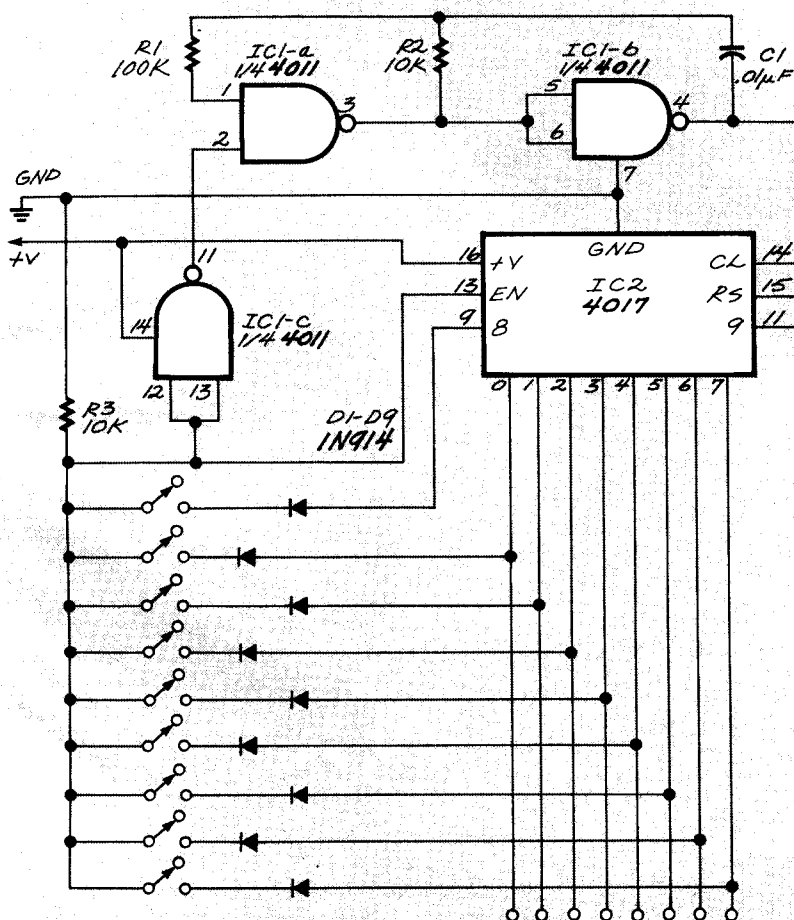 R1
100K
IC1-a
1/4 4011
R2
10K
IC1-b
1/4 4011
C1
.01µF
1
2
3
5
6
4
7
GND
+V
11
14
12 13
IC1-c
1/4 4011
R3
10K
D1-D9
1N914
16
13
9
+V
EN
8
GND
IC2
4017
CL
RS
9
14
15
11
0 1 2 3 4 5 6 7